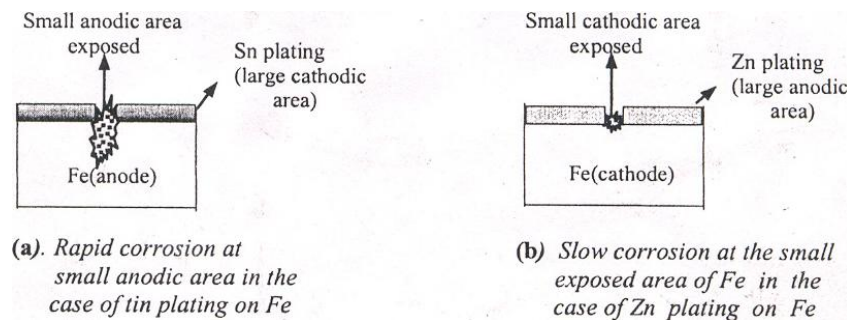 Small anodic area
exposed
Sn plating
(large cathodic
area)
Fe(anode)
(a). Rapid corrosion at
small anodic area in the
case of tin plating on Fe
Small cathodic area
exposed
Zn plating
(large anodic
area)
Fe(cathode)
(b) Slow corrosion at the small
exposed area of Fe in the
case of Zn plating on Fe